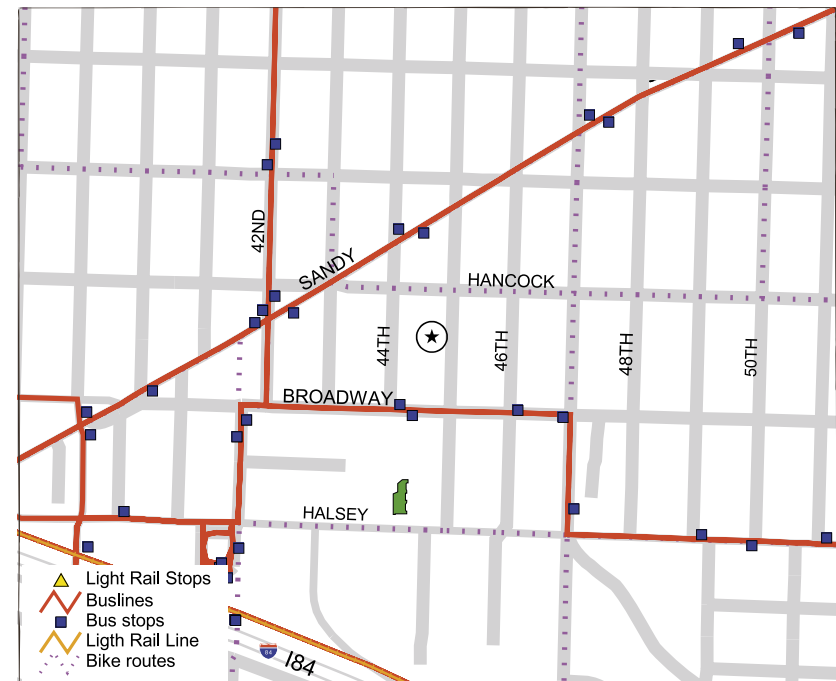 42ND
SANDY
HANCOCK
44TH
46TH
48TH
50TH
BROADWAY
HALSEY
Light Rail Stops
Buslines
Bus stops
Ligth Rail Line
Bike routes
84
I84